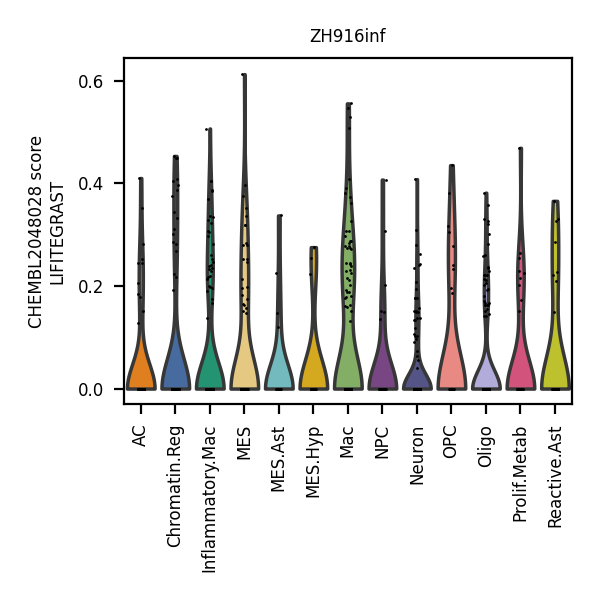 ZH916inf
CHEMBL2048028 score
LIFITEGRAST
0.6
0.4
0.2
0.0
AC
Chromatin.Reg
Inflammatory.Mac
MES
MES.Ast
MES.Hyp
Mac
NPC
Neuron
OPC
Oligo
Prolif.Metab
Reactive.Ast